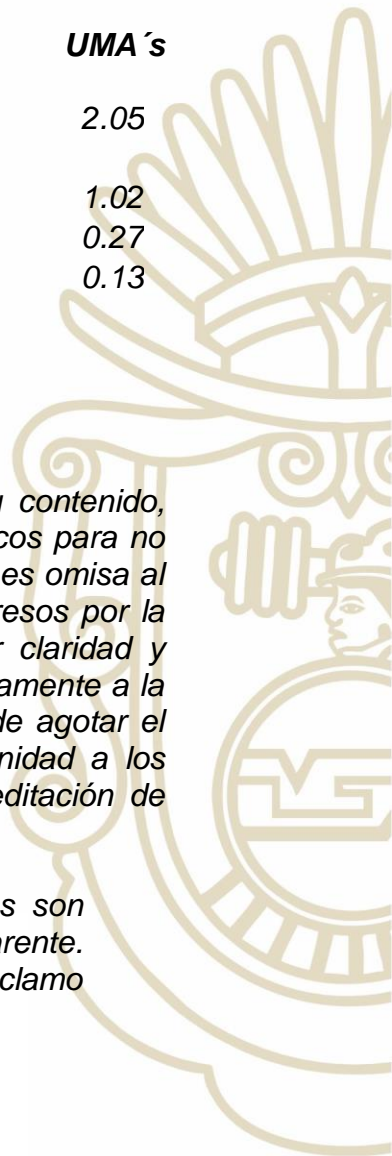 UMA´s
2.05
1.02
0.27
0.13
contenido,
cos para no
es omisa al
resos por la
claridad y
amente a la
de agotar el
nidad a los
editación de
s son
arente.
clamo